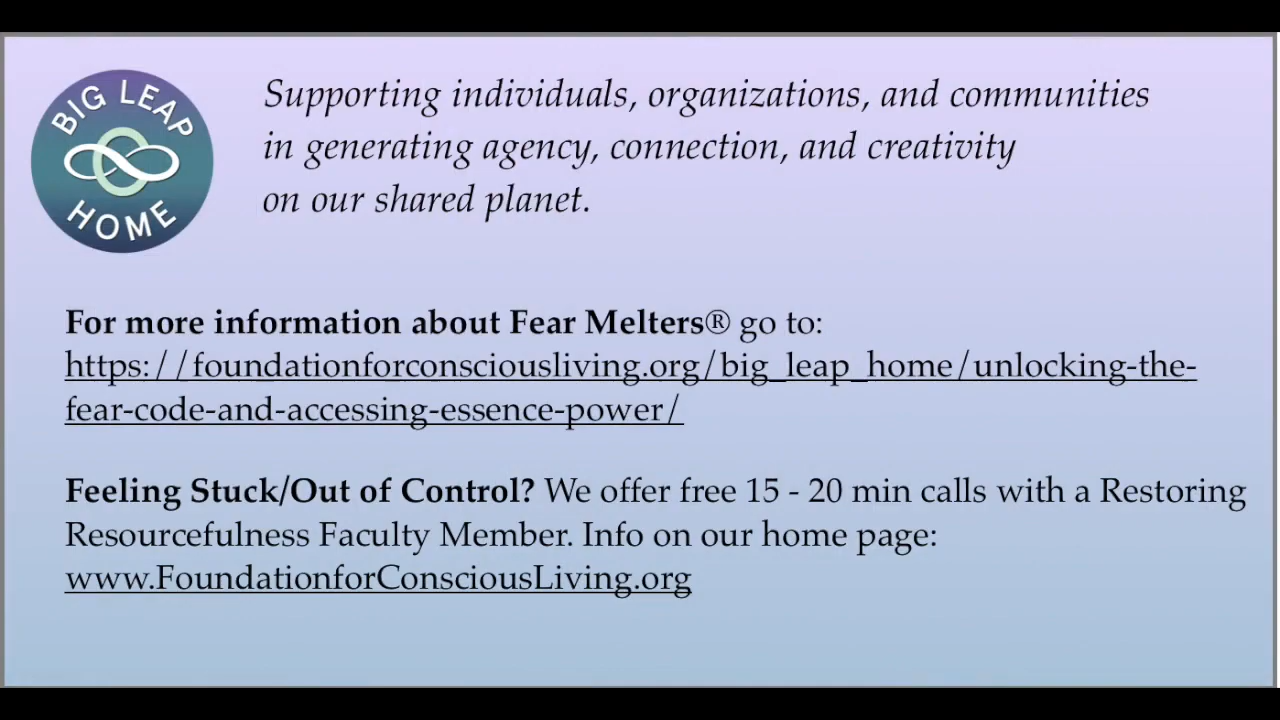 BIG LEAP
HOME
Supporting individuals, organizations, and communities
in generating agency, connection, and creativity
on our shared planet.
For more information about Fear Melters® go to:
https://foundationforconsciousliving.org/big_leap_home/unlocking-the-
fear-code-and-accessing-essence-power/
Feeling Stuck/Out of Control? We offer free 15 - 20 min calls with a Restoring
Resourcefulness Faculty Member. Info on our home page:
www.FoundationforConsciousLiving.org